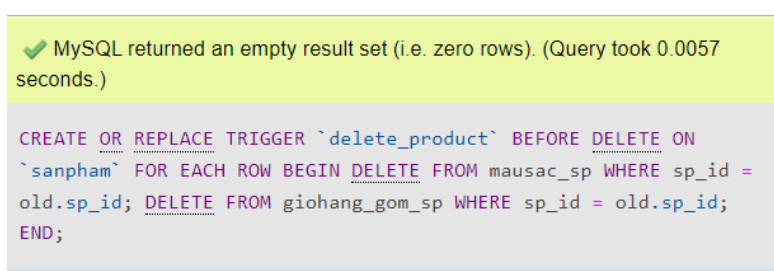 MySQL returned an empty result set (i.e. zero rows). (Query took 0.0057
seconds.)
CREATE OR REPLACE TRIGGER `delete_product` BEFORE DELETE ON
`sanpham` FOR EACH ROW BEGIN DELETE FROM mausac_sp WHERE sp_id =
old.sp_id; DELETE FROM giohang_gom_sp WHERE sp_id = old.sp_id;
END;